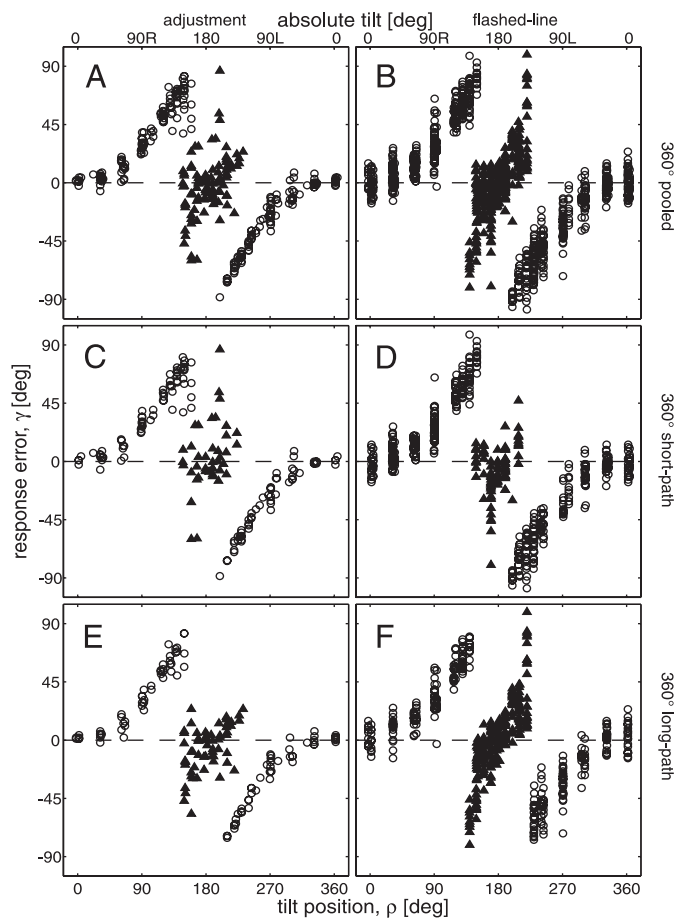 adjustment absolute tilt [deg] flashed-line
0 90R 180 90L 0 90R 180 90L 0
A B
90
45
0
-45
-90
360° pooled
C D
90
45
0
-45
-90
response error, γ [deg]
360° short-path
E F
90
45
0
-45
-90
360° long-path
0 90 180 270 360 0 90 180 270 360
tilt position, ρ [deg]